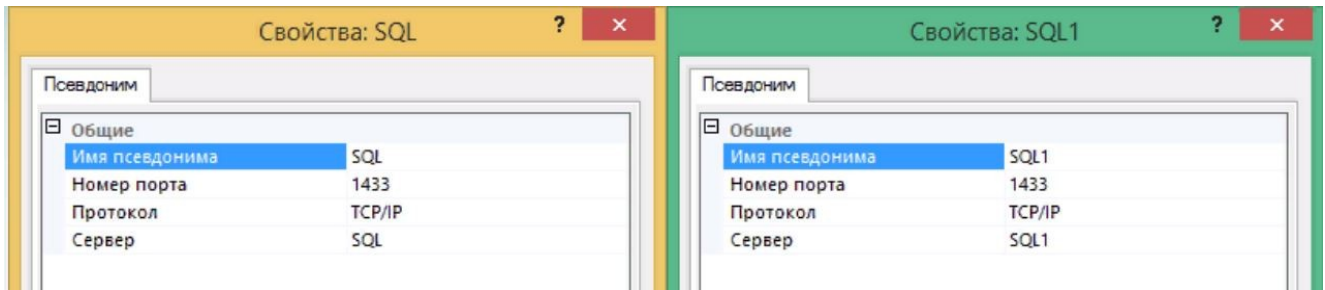 Свойства: SQL ? ×
Псевдоним
Общие
Имя псевдонима SQL
Номер порта 1433
Протокол TCP/IP
Сервер SQL
Свойства: SQL1 ? ×
Псевдоним
Общие
Имя псевдонима SQL1
Номер порта 1433
Протокол TCP/IP
Сервер SQL1